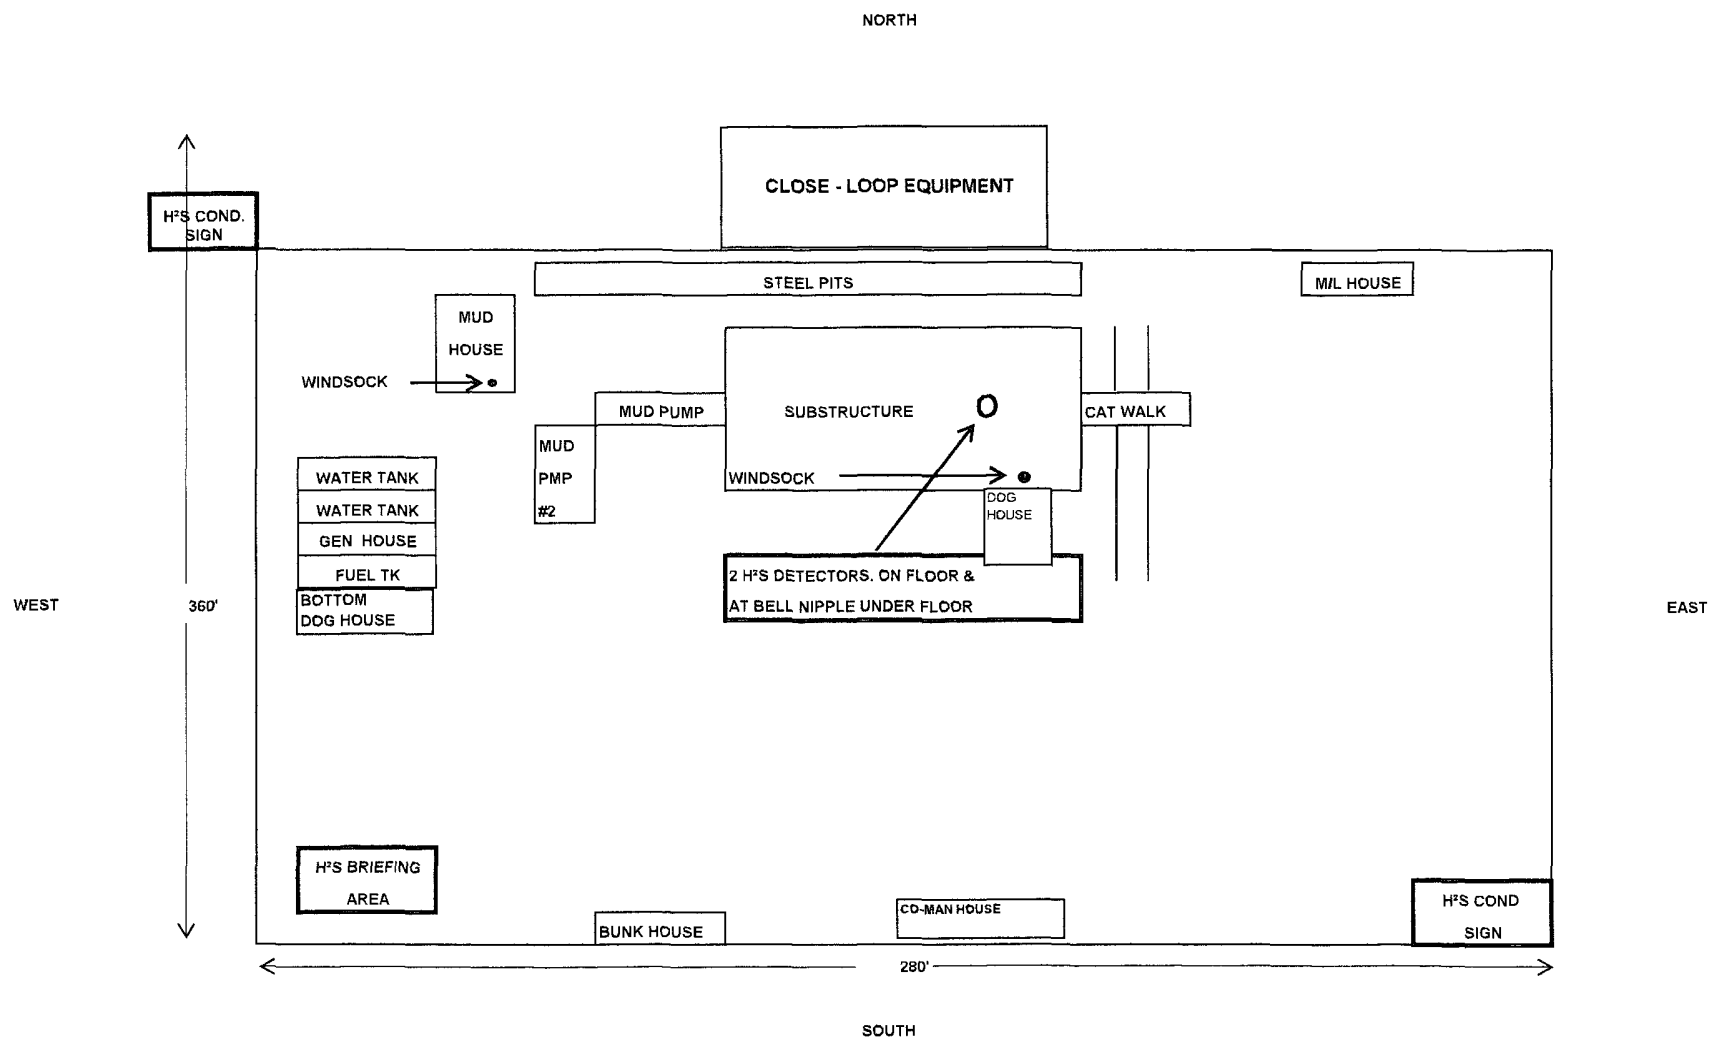 NORTH
CLOSE - LOOP EQUIPMENT
H²S COND.
SIGN
STEEL PITS
M/L HOUSE
MUD
HOUSE
WINDSOCK
MUD PUMP
SUBSTRUCTURE
O
CAT WALK
MUD
PMP
#2
WINDSOCK
DOG
HOUSE
WATER TANK
WATER TANK
GEN HOUSE
FUEL TK
BOTTOM
DOG HOUSE
2 H²S DETECTORS. ON FLOOR &
AT BELL NIPPLE UNDER FLOOR
WEST
360'
EAST
H²S BRIEFING
AREA
BUNK HOUSE
CO-MAN HOUSE
H²S COND
SIGN
280'
SOUTH